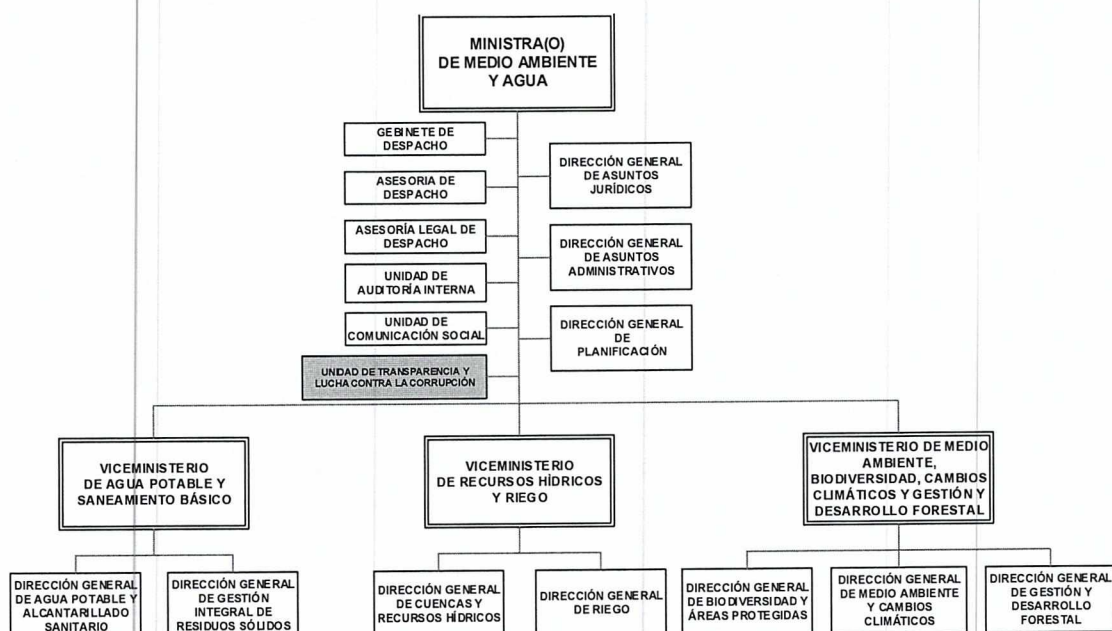 MINISTRA(O)
DE MEDIO AMBIENTE
Y AGUA
GEBINETE DE
DESPACHO
DIRECCIÓN GENERAL
DE ASUNTOS
JURÍDICOS
ASESORIA DE
DESPACHO
ASESORÍA LEGAL DE
DESPACHO
DIRECCIÓN GENERAL
DE ASUNTOS
ADMINISTRATIVOS
UNIDAD DE
AUDITORÍA INTERNA
UNIDAD DE
COMUNICACIÓN SOCIAL
DIRECCIÓN GENERAL
DE
PLANIFICACIÓN
UNIDAD DE TRANSPARENCIA Y
LUCHA CONTRA LA CORRUPCIÓN
VICEMINISTERIO
DE AGUA POTABLE Y
SANEAMIENTO BÁSICO
VICEMINISTERIO
DE RECURSOS HÍDRICOS
Y RIEGO
VICEMINISTERIO DE MEDIO
AMBIENTE,
BIODIVERSIDAD, CAMBIOS
CLIMÁTICOS Y GESTIÓN Y
DESARROLLO FORESTAL
DIRECCIÓN GENERAL
DE AGUA POTABLE Y
ALCANTARILLADO
SANITARIO
DIRECCIÓN GENERAL
DE GESTIÓN
INTEGRAL DE
RESIDUOS SÓLIDOS
DIRECCIÓN GENERAL
DE CUENCAS Y
RECURSOS HÍDRICOS
DIRECCIÓN GENERAL
DE RIEGO
DIRECCIÓN GENERAL
DE BIODIVERSIDAD Y
ÁREAS PROTEGIDAS
DIRECCIÓN GENERAL
DE MEDIO AMBIENTE
Y CAMBIOS
CLIMÁTICOS
DIRECCIÓN GENERAL
DE GESTIÓN Y
DESARROLLO
FORESTAL